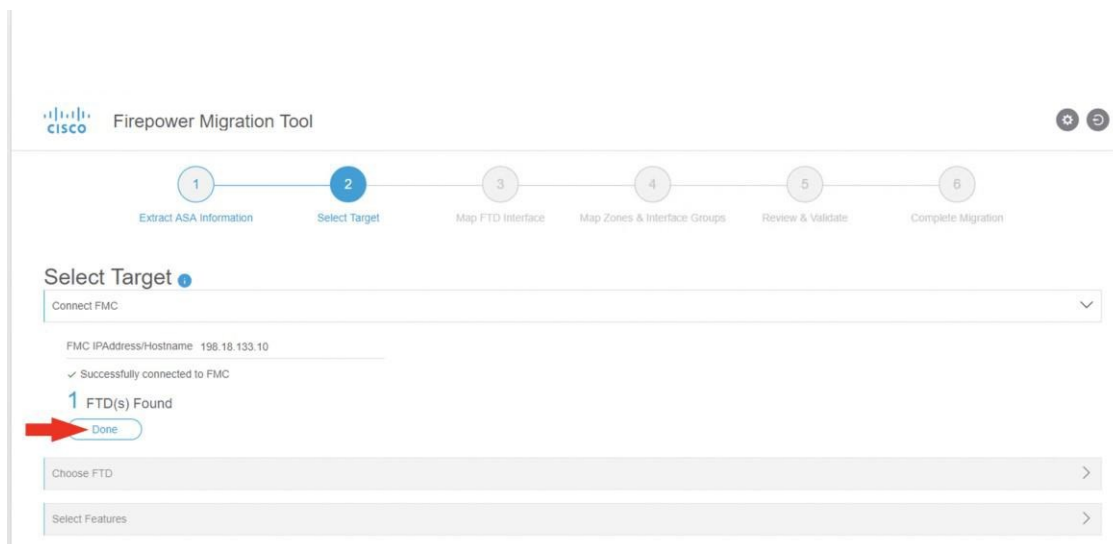 CISCO
Firepower Migration Tool
1
2
3
4
5
6
Extract ASA Information
Select Target
Map FTD Interface
Map Zones & Interface Groups
Review & Validate
Complete Migration
Select Target
Connect FMC
FMC IPAddress/Hostname 198.18.133.10
Successfully connected to FMC
1 FTD(s) Found
Done
Choose FTD
Select Features